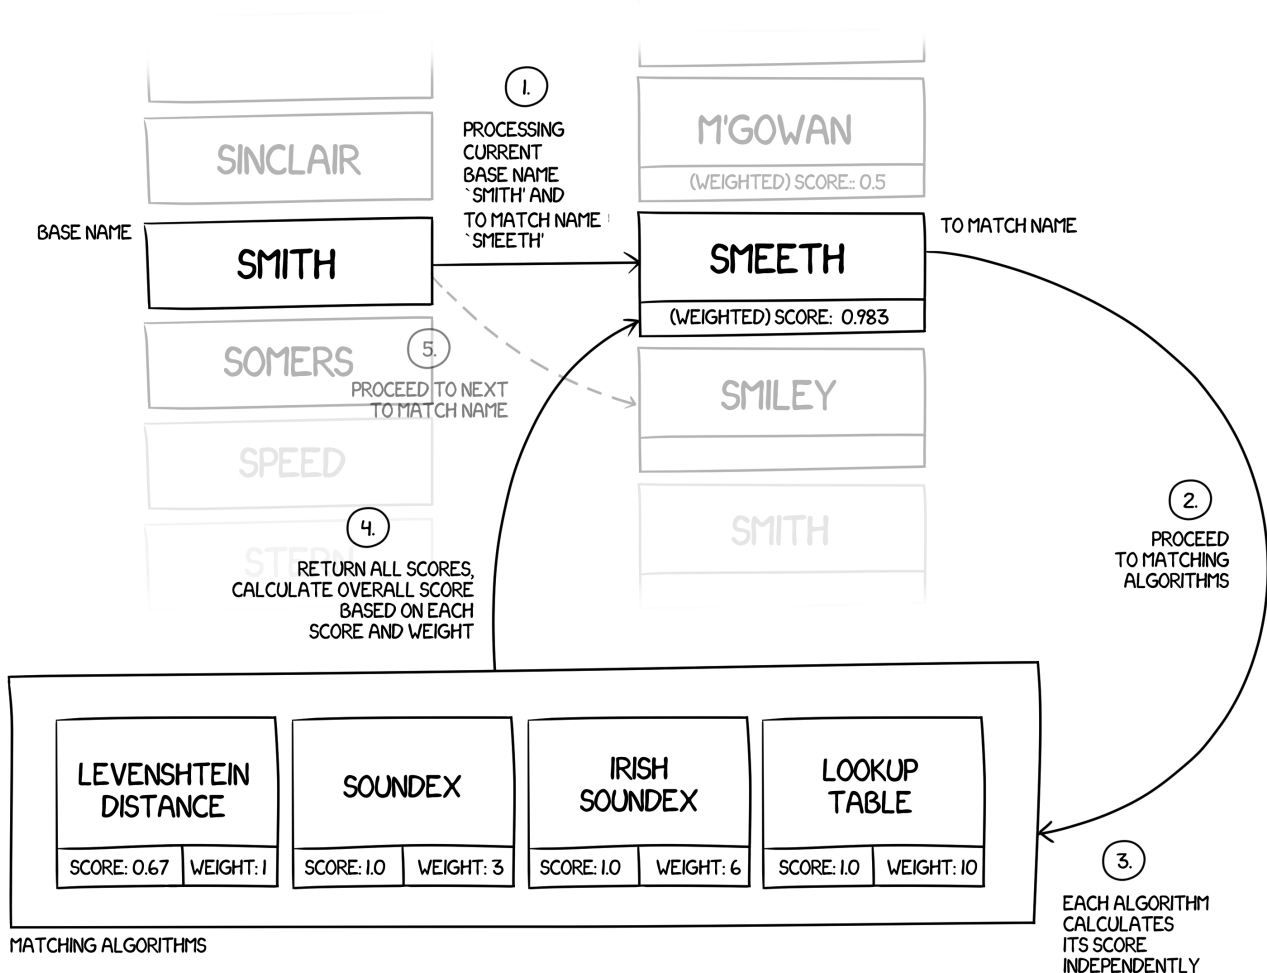 1.
PROCESSING
CURRENT
BASE NAME
`SMITH' AND
TO MATCH NAME
`SMEETH'
SINCLAIR
M'GOWAN
(WEIGHTED) SCORE:: 0.5
BASE NAME
SMITH
SMEETH
(WEIGHTED) SCORE: 0.983
TO MATCH NAME
SOMERS
5.
PROCEED TO NEXT
TO MATCH NAME
SMILEY
SPEED
SMITH
STERN
2.
PROCEED
TO MATCHING
ALGORITHMS
4.
RETURN ALL SCORES,
CALCULATE OVERALL SCORE
BASED ON EACH
SCORE AND WEIGHT
LEVENSHTEIN
DISTANCE
SCORE: 0.67 WEIGHT: 1
SOUNDEX
SCORE: 1.0 WEIGHT: 3
IRISH
SOUNDEX
SCORE: 1.0 WEIGHT: 6
LOOKUP
TABLE
SCORE: 1.0 WEIGHT: 10
MATCHING ALGORITHMS
3.
EACH ALGORITHM
CALCULATES
ITS SCORE
INDEPENDENTLY